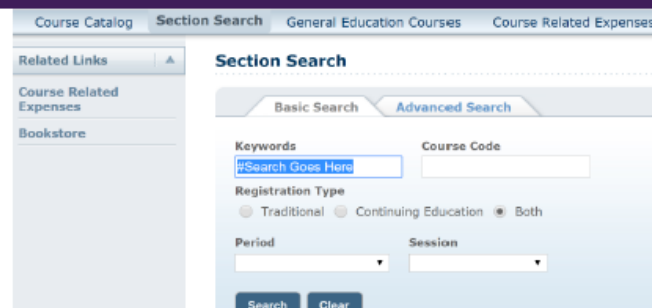 Course Catalog Section Search General Education Courses Course Related Expenses
Related Links
Section Search
Course Related
Expenses
Bookstore
Basic Search Advanced Search
Keywords Course Code
#Search Goes Here
Registration Type
Traditional Continuing Education Both
Period Session
Search Clear